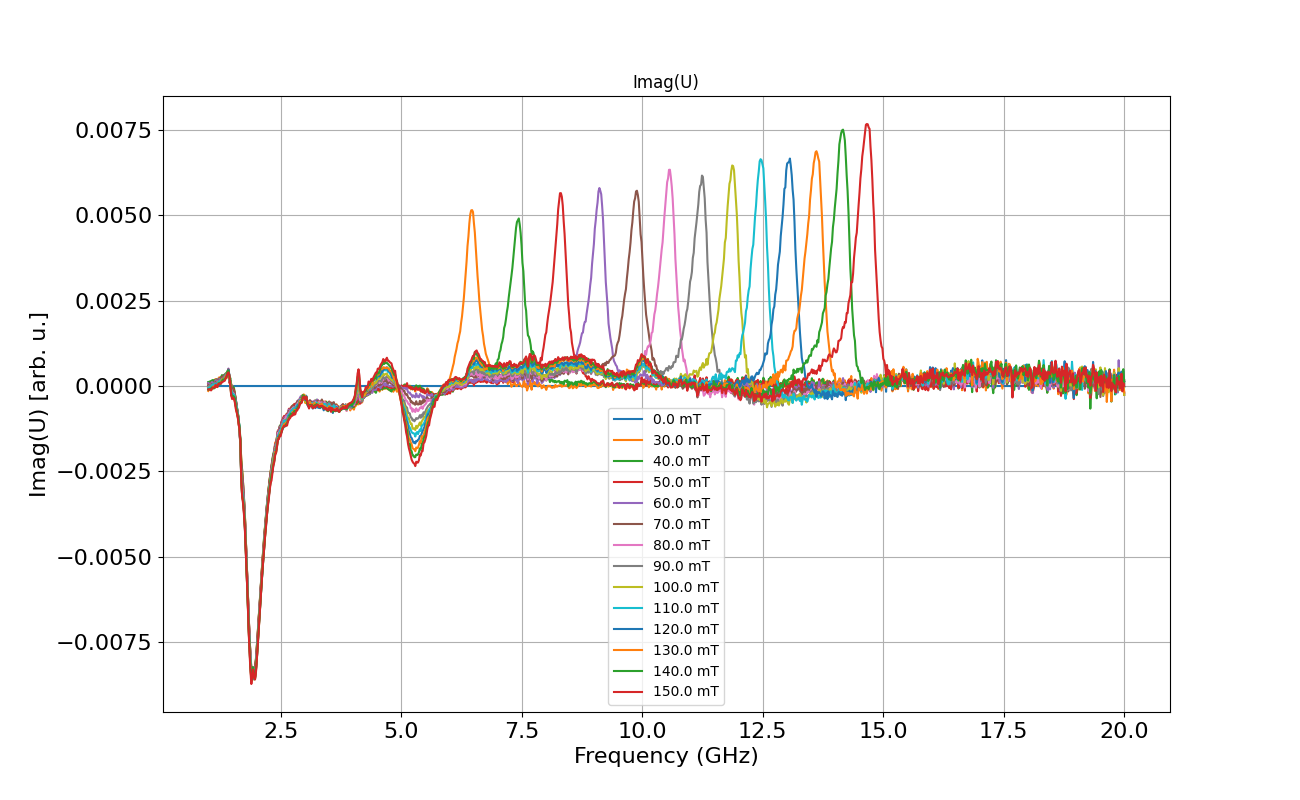 Imag(U)
Imag(U) [arb. u.]
0.0075
0.0050
0.0025
0.0000
−0.0025
−0.0050
−0.0075
0.0 mT
30.0 mT
40.0 mT
50.0 mT
60.0 mT
70.0 mT
80.0 mT
90.0 mT
100.0 mT
110.0 mT
120.0 mT
130.0 mT
140.0 mT
150.0 mT
2.5 5.0 7.5 10.0 12.5 15.0 17.5 20.0
Frequency (GHz)